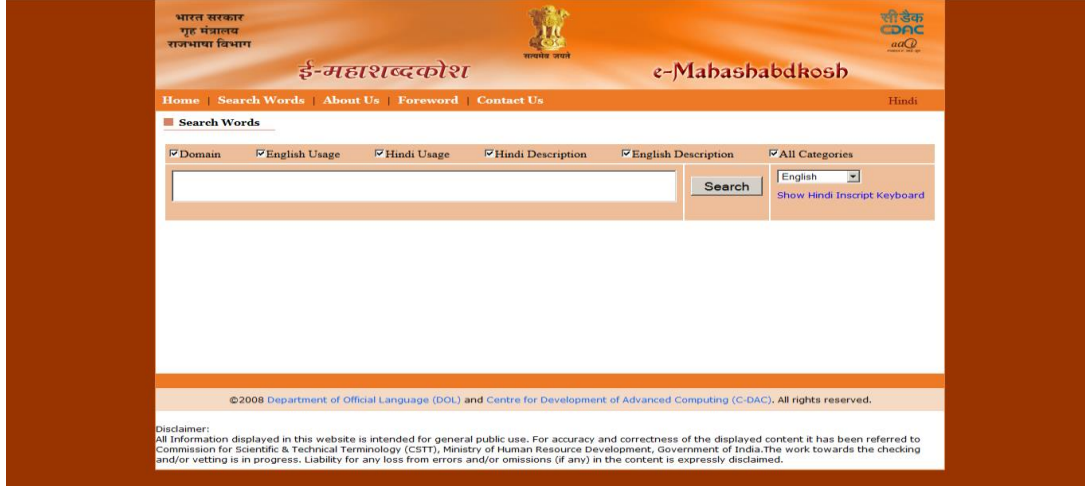 भारत सरकार
गृह मंत्रालय
राजभाषा विभाग
सत्यमेव जयते
सी डैक
CDAC
ई-महाशब्दकोश
e-Mahashabdkosh
Home | Search Words | About Us | Foreword | Contact Us
Hindi
Search Words
Domain English Usage Hindi Usage Hindi Description English Description All Categories
Search
English
Show Hindi Inscript Keyboard
©2008 Department of Official Language (DOL) and Centre for Development of Advanced Computing (C-DAC). All rights reserved.
Disclaimer:
All Information displayed in this website is intended for general public use. For accuracy and correctness of the displayed content it has been referred to
Commission for Scientific & Technical Terminology (CSTT), Ministry of Human Resource Development, Government of India.The work towards the checking
and/or vetting is in progress. Liability for any loss from errors and/or omissions (if any) in the content is expressly disclaimed.